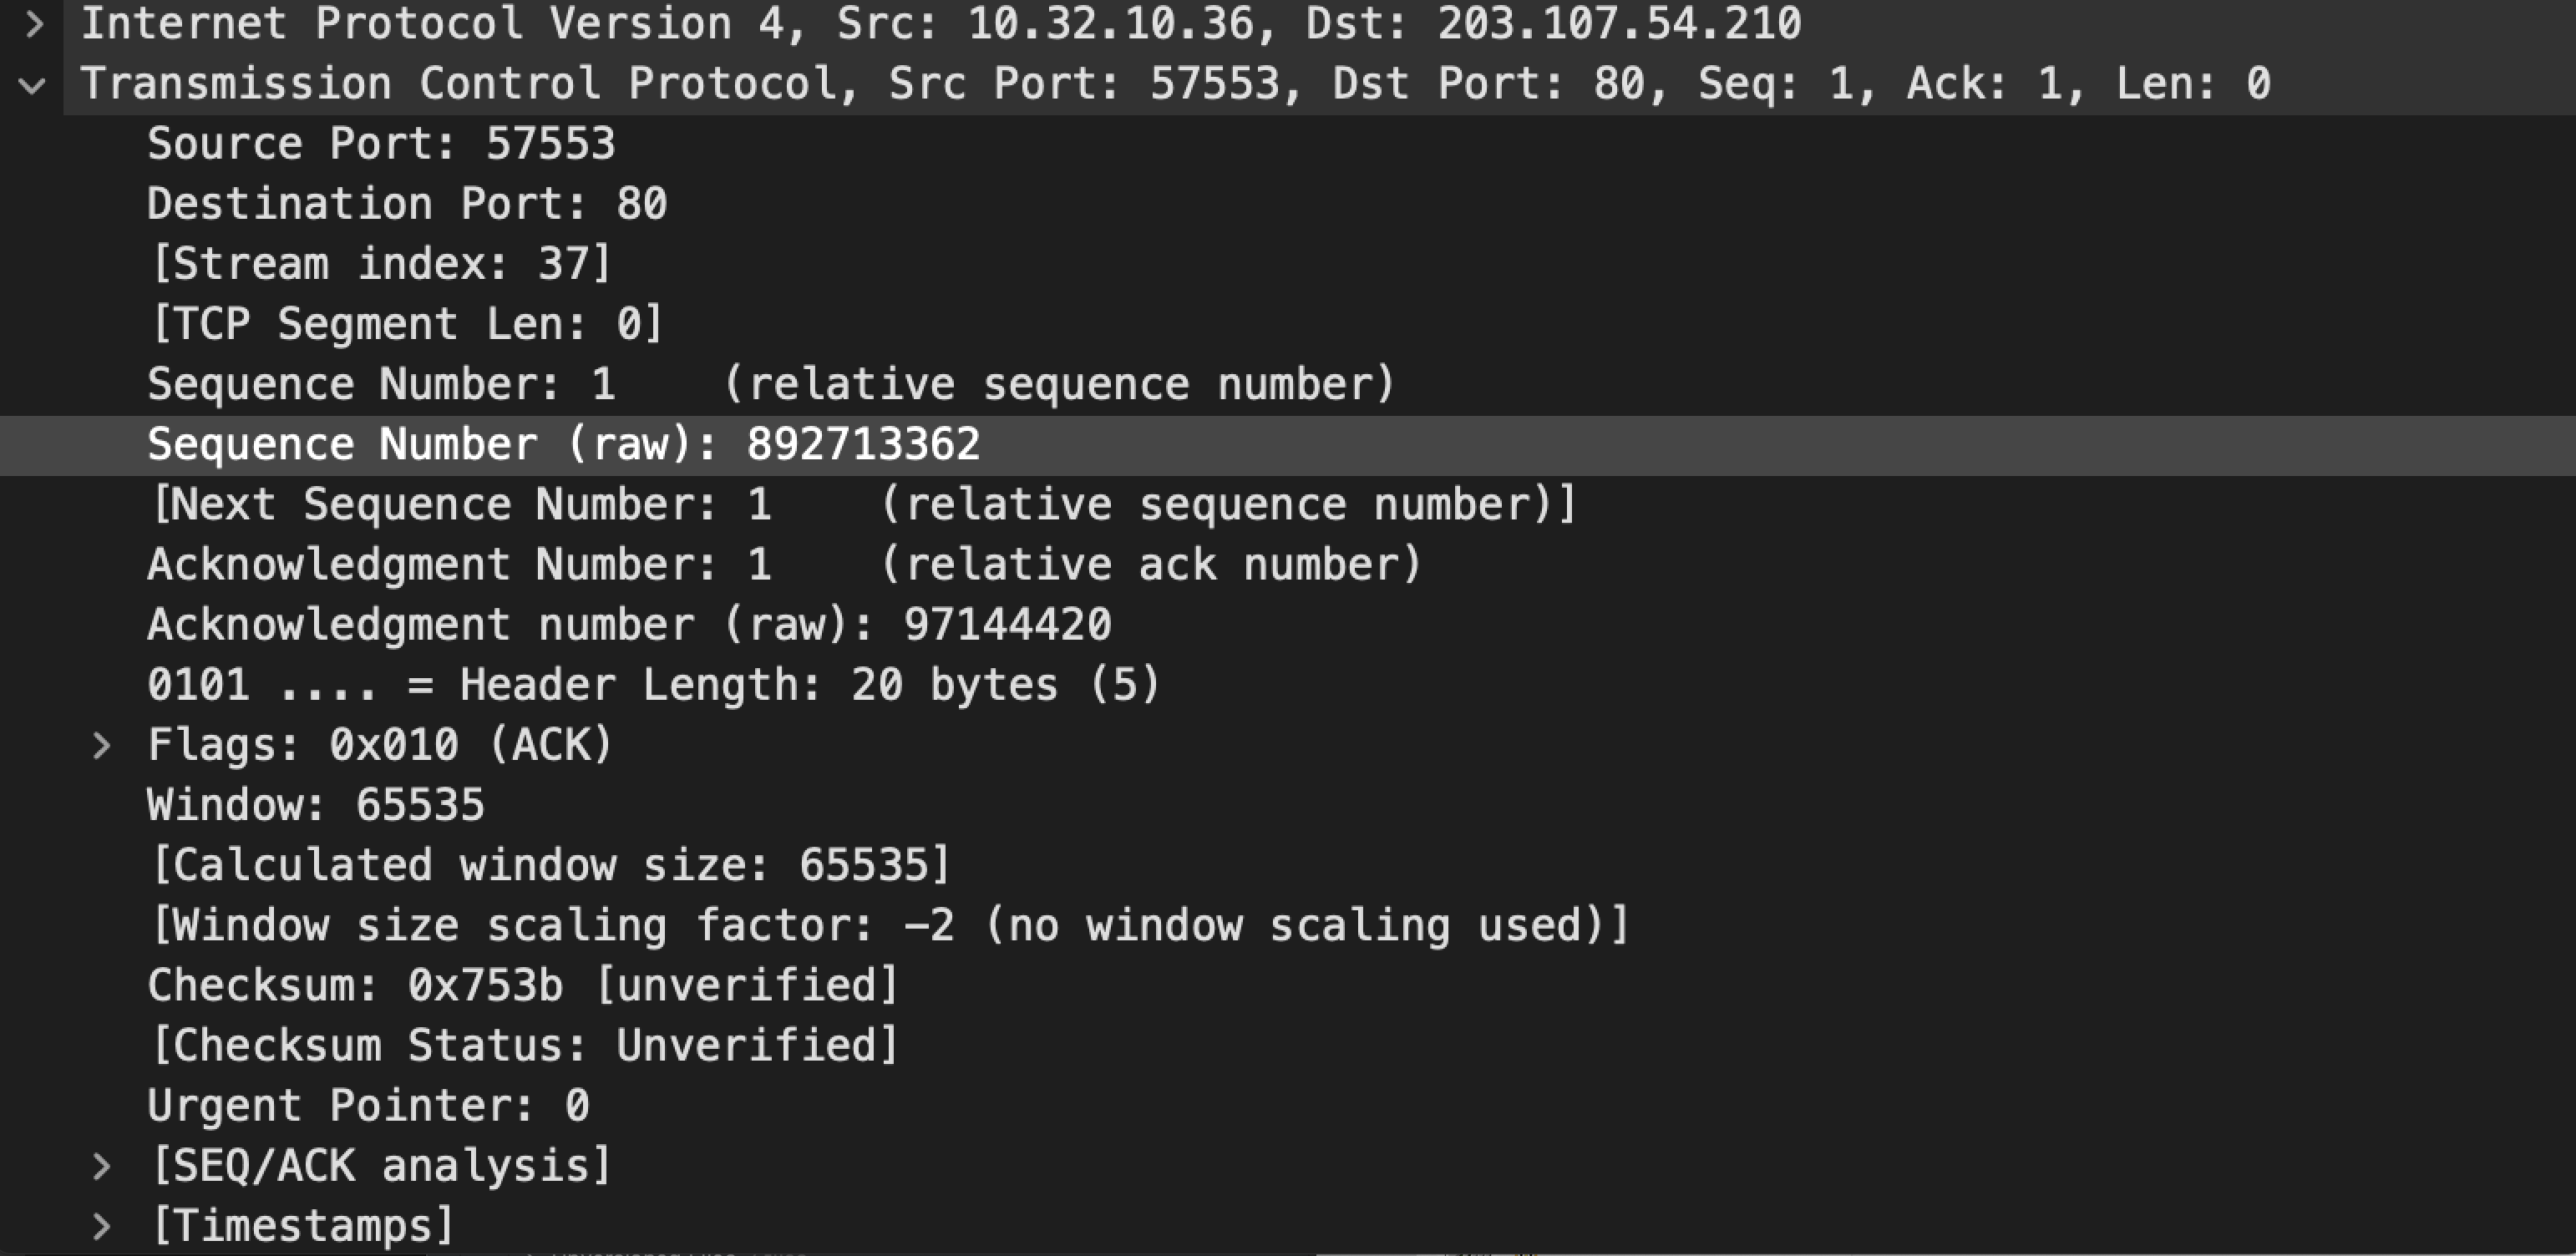 Internet Protocol Version 4, Src: 10.32.10.36, Dst: 203.107.54.210
Transmission Control Protocol, Src Port: 57553, Dst Port: 80, Seq: 1, Ack: 1, Len: 0
Source Port: 57553
Destination Port: 80
[Stream index: 37]
[TCP Segment Len: 0]
Sequence Number: 1    (relative sequence number)
Sequence Number (raw): 892713362
[Next Sequence Number: 1    (relative sequence number)]
Acknowledgment Number: 1    (relative ack number)
Acknowledgment number (raw): 97144420
0101 .... = Header Length: 20 bytes (5)
Flags: 0x010 (ACK)
Window: 65535
[Calculated window size: 65535]
[Window size scaling factor: -2 (no window scaling used)]
Checksum: 0x753b [unverified]
[Checksum Status: Unverified]
Urgent Pointer: 0
[SEQ/ACK analysis]
[Timestamps]